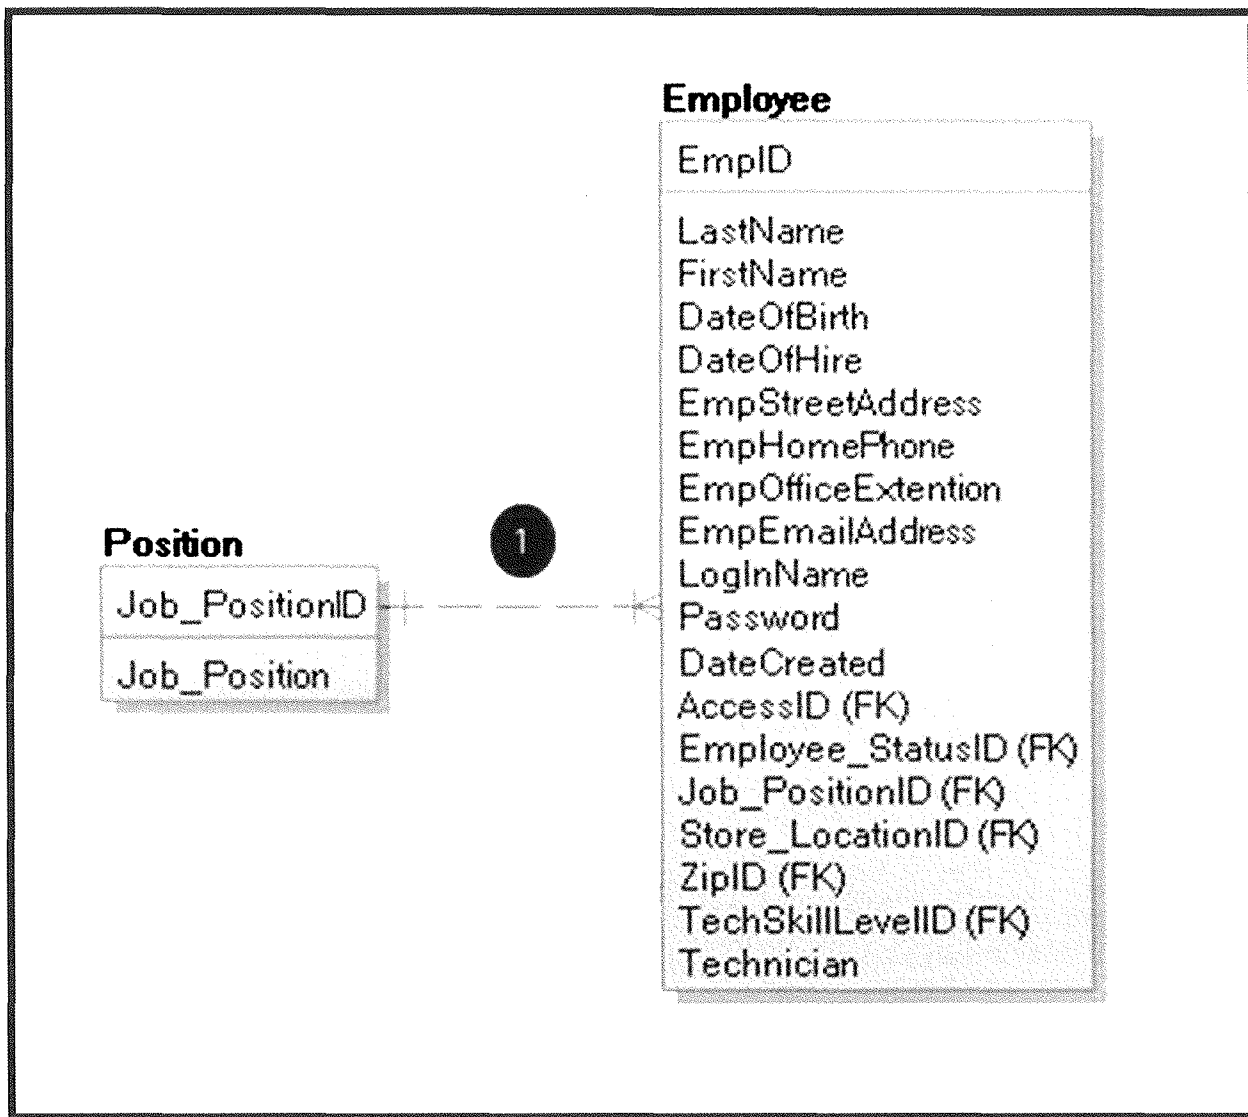 Employee
EmpID
LastName
FirstName
DateOfBirth
DateOfHire
EmpStreetAddress
EmpHomePhone
EmpOfficeExtention
EmpEmailAddress
LogInName
Password
DateCreated
AccessID (FK)
Employee_StatusID (FK)
Job_PositionID (FK)
Store_LocationID (FK)
ZipID (FK)
TechSkillLevelID (FK)
Technician
1
Position
Job_PositionID
Job_Position